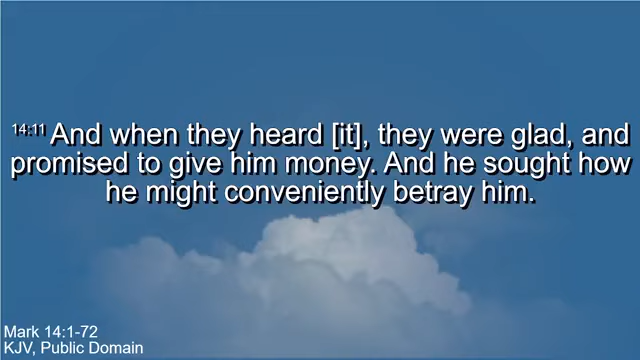 14:11 And when they heard [it], they were glad, and
promised to give him money. And he sought how
he might conveniently betray him.
Mark 14:1-72
KJV, Public Domain